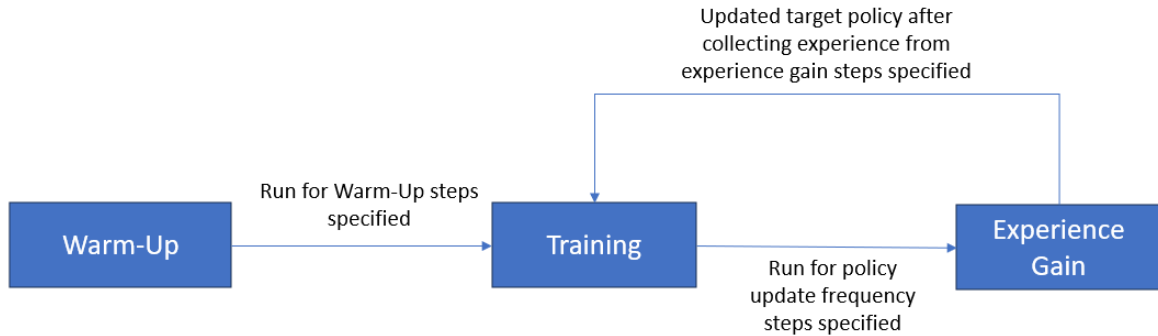 Updated target policy after
collecting experience from
experience gain steps specified
Run for Warm-Up steps
specified
Warm-Up
Training
Experience
Gain
Run for policy
update frequency
steps specified